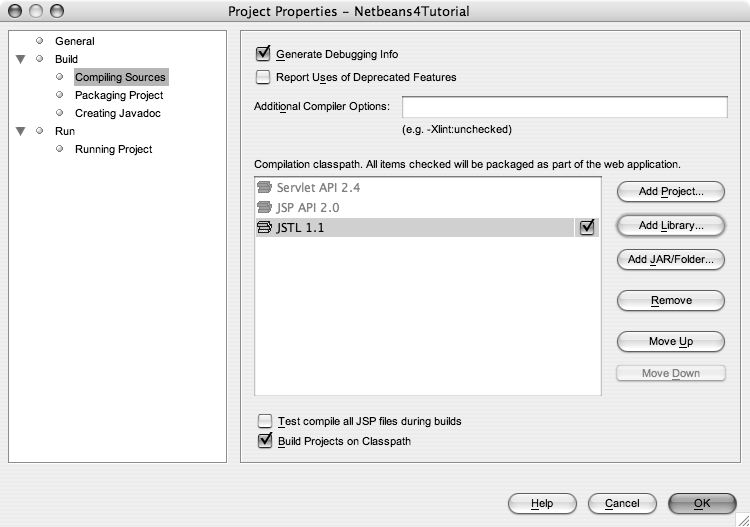 Project Properties – Netbeans4Tutorial
General
Build
Compiling Sources
Packaging Project
Creating Javadoc
Run
Running Project
Generate Debugging Info
Report Uses of Deprecated Features
Additional Compiler Options:
(e.g. -Xlint:unchecked)
Compilation classpath. All items checked will be packaged as part of the web application.
Servlet API 2.4
JSP API 2.0
JSTL 1.1
Add Project...
Add Library...
Add JAR/Folder...
Remove
Move Up
Move Down
Test compile all JSP files during builds
Build Projects on Classpath
Help
Cancel
OK